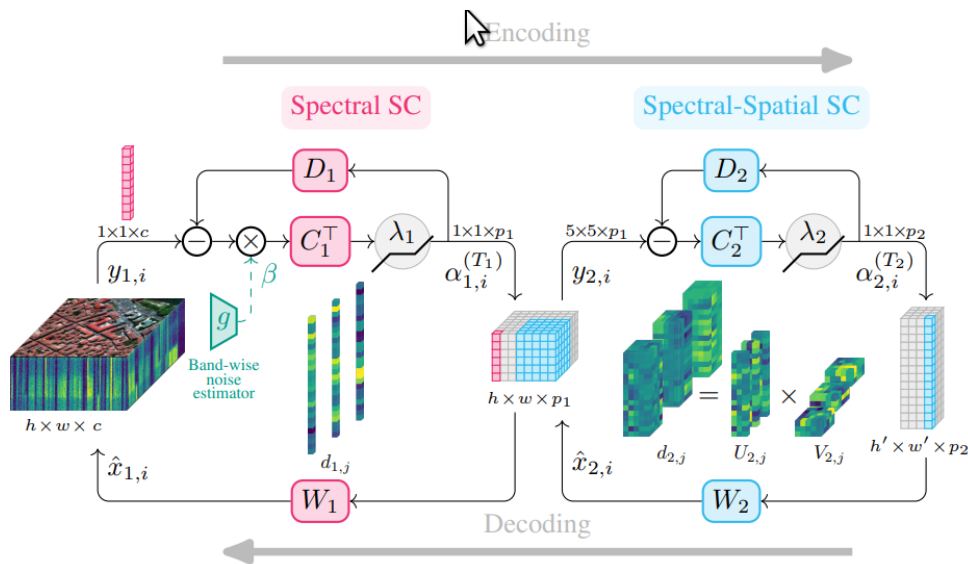 Encoding
Spectral SC
Spectral-Spatial SC
D₁
D₂
1×1×c
−
×
C₁⊤
λ₁
1×1×p₁
5×5×p₁
−
C₂⊤
λ₂
1×1×p₂
y₁,ᵢ
β
α₁,ᵢ^(T₁)
y₂,ᵢ
α₂,ᵢ^(T₂)
g
Band-wise
noise
estimator
h × w × c
h × w × p₁
=
×
d₁,ⱼ
d₂,ⱼ
U₂,ⱼ
V₂,ⱼ
h′ × w′ × p₂
x̂₁,ᵢ
x̂₂,ᵢ
W₁
W₂
Decoding